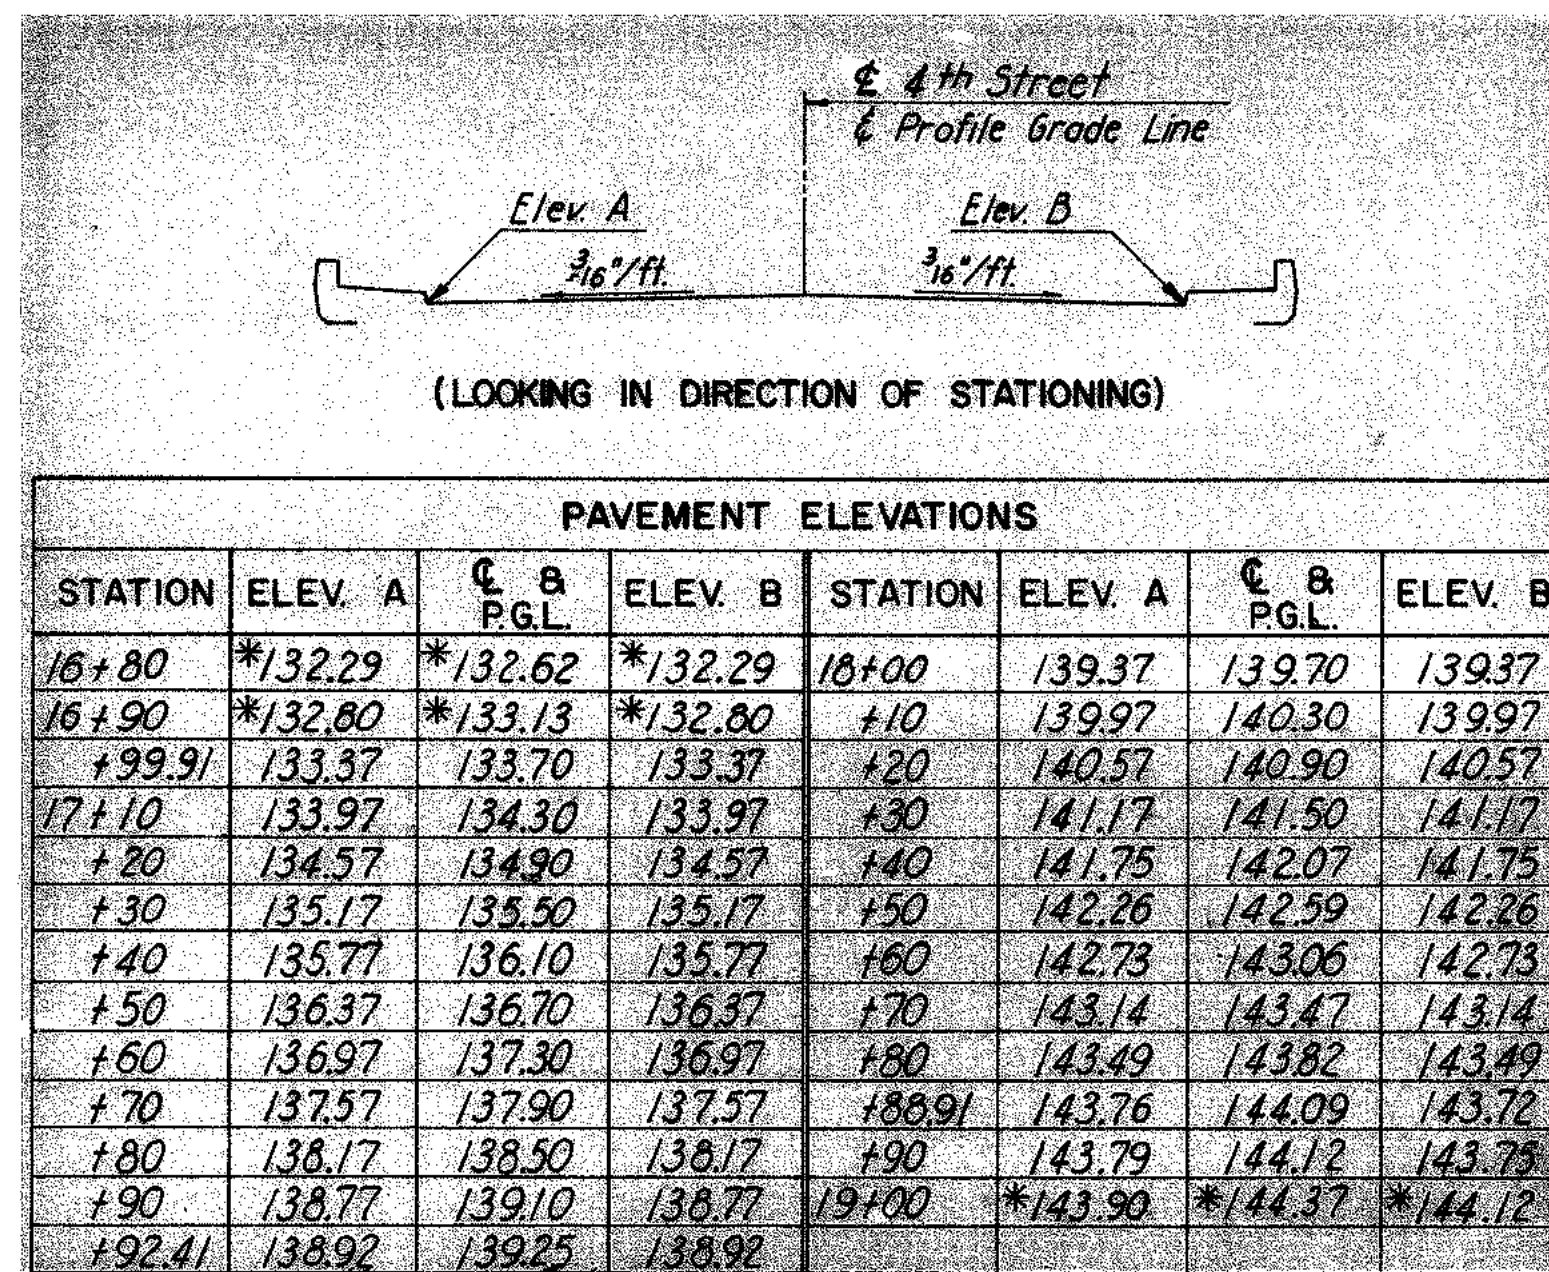 ℄ 4th Street
₵ Profile Grade Line
Elev. A Elev. B
3/16"/ft. 3/16"/ft.
(LOOKING IN DIRECTION OF STATIONING)
PAVEMENT ELEVATIONS
STATION ELEV. A ℄ & P.G.L. ELEV. B STATION ELEV. A ℄ & P.G.L. ELEV. B
16+80 *132.29 *132.62 *132.29 18+00 139.37 139.70 139.37
16+90 *132.80 *133.13 *132.80 +10 139.97 140.30 139.97
+99.91 133.37 133.70 133.37 +20 140.57 140.90 140.57
17+10 133.97 134.30 133.97 +30 141.17 141.50 141.17
+20 134.57 134.90 134.57 +40 141.75 142.07 141.75
+30 135.17 135.50 135.17 +50 142.26 142.59 142.26
+40 135.77 136.10 135.77 +60 142.73 143.06 142.73
+50 136.37 136.70 136.37 +70 143.14 143.47 143.14
+60 136.97 137.30 136.97 +80 143.49 143.82 143.49
+70 137.57 137.90 137.57 +88.91 143.76 144.09 143.72
+80 138.17 138.50 138.17 +90 143.79 144.12 143.75
+90 138.77 139.10 138.77 19+00 *143.90 *144.37 *144.12
+92.41 138.92 139.25 138.92